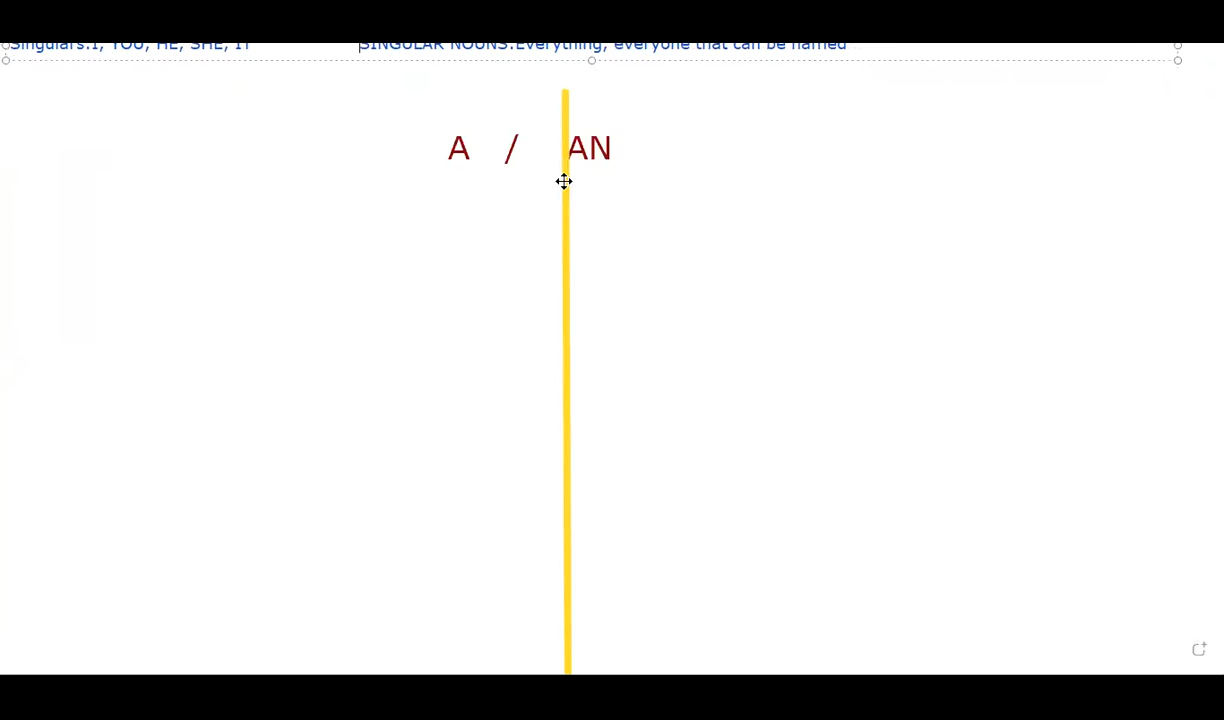 Singulars:I, YOU, HE, SHE, IT SINGULAR NOUNS:Everything, everyone that can be named
A / AN